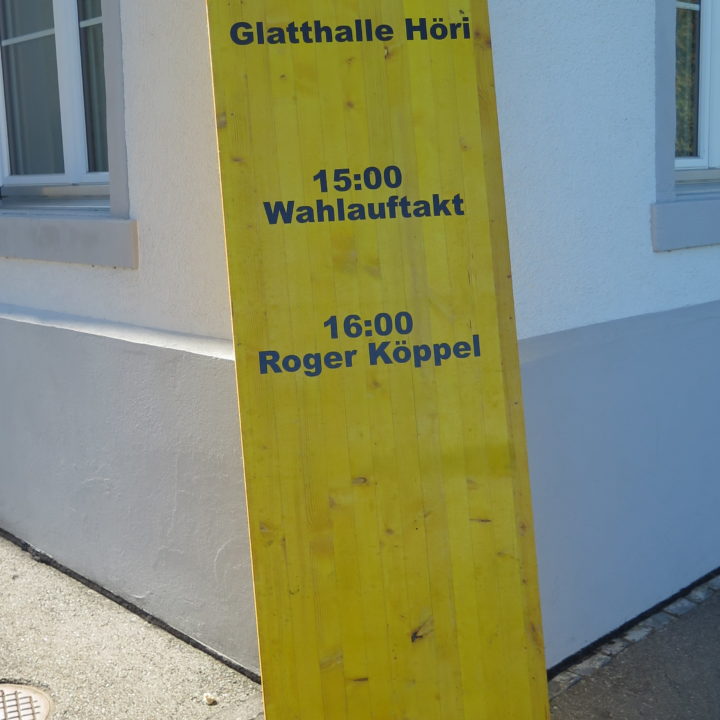 Glatthalle Höri
15:00
Wahlauftakt
16:00
Roger Köppel